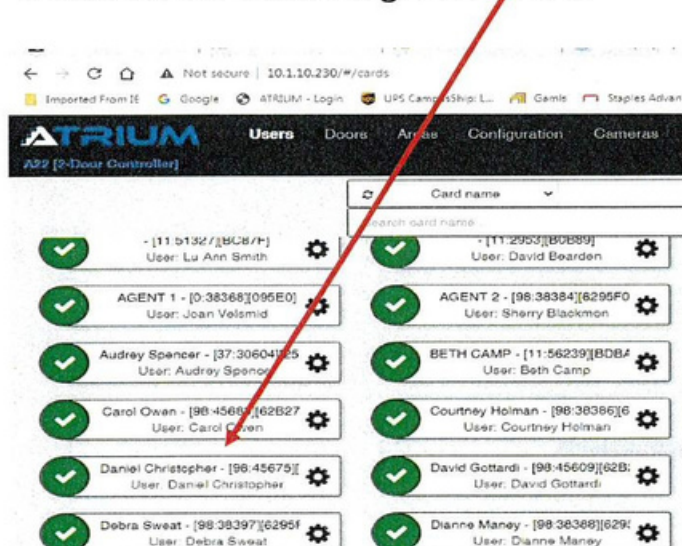 Not secure 10.1.10.230/#/cards
Imported From IE Google ATRIUM - Login UPS CampusShip: L... Gamis Staples Advan
ATRIUM Users Doors Areas Configuration Cameras
A22 [2-Door Controller]
Card name
Search card name
- [11:51327][BC87F] - [11:2953][B0B89]
User: Lu Ann Smith User: David Bearden
AGENT 1 - [0:38368][095E0] AGENT 2 - [98:38384][6295F0
User: Joan Velsmid User: Sherry Blackmon
Audrey Spencer - [37:30604][25 BETH CAMP - [11:56239][BDBA
User: Audrey Spencer User: Beth Camp
Carol Owen - [98:45687][62B27 Courtney Holman - [98:38386][6
User: Carol Owen User: Courtney Holman
Daniel Christopher - [98:45675][ David Gottardi - [98:45609][62B
User: Daniel Christopher User: David Gottardi
Debra Sweat - [98:38397][6295F Dianne Maney - [98:38388][629
User: Debra Sweat User: Dianne Maney